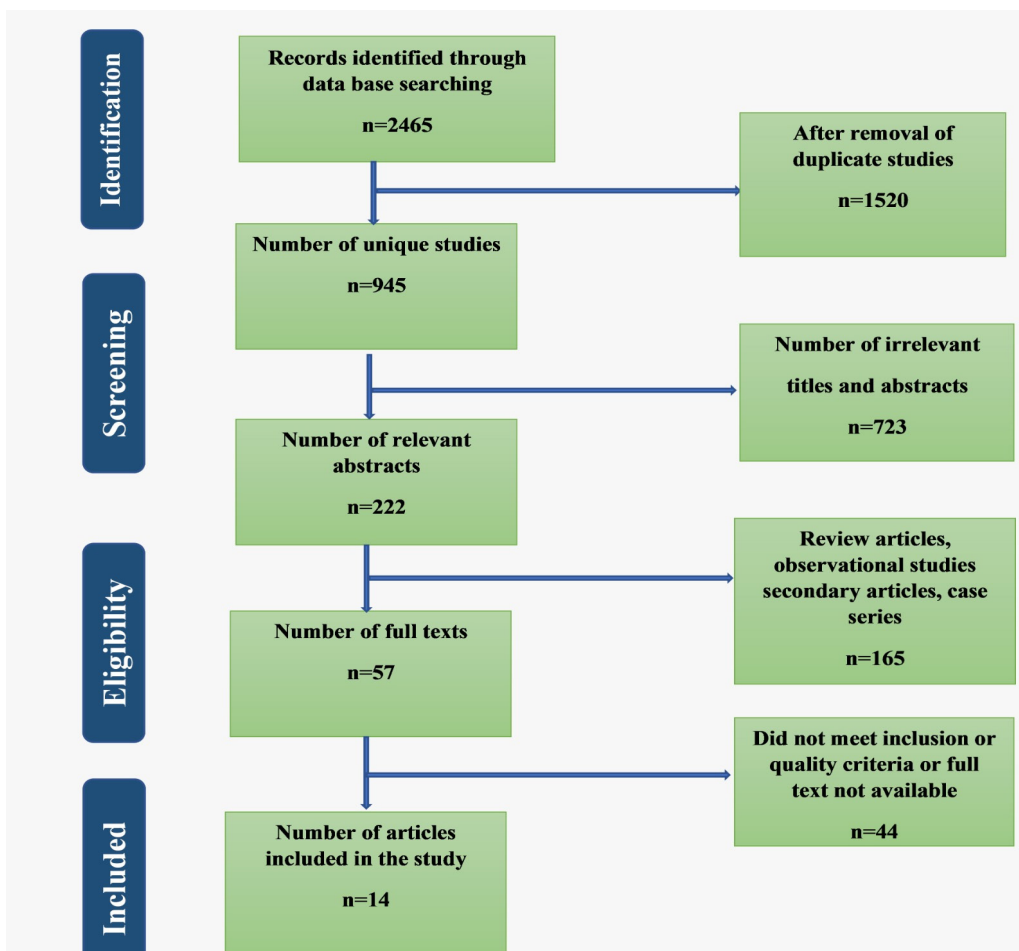 Identification
Records identified through
data base searching
n=2465
After removal of
duplicate studies
n=1520
Number of unique studies
n=945
Screening
Number of irrelevant
titles and abstracts
n=723
Number of relevant
abstracts
n=222
Eligibility
Review articles,
observational studies
secondary articles, case
series
n=165
Number of full texts
n=57
Did not meet inclusion or
quality criteria or full
text not available
n=44
Included
Number of articles
included in the study
n=14